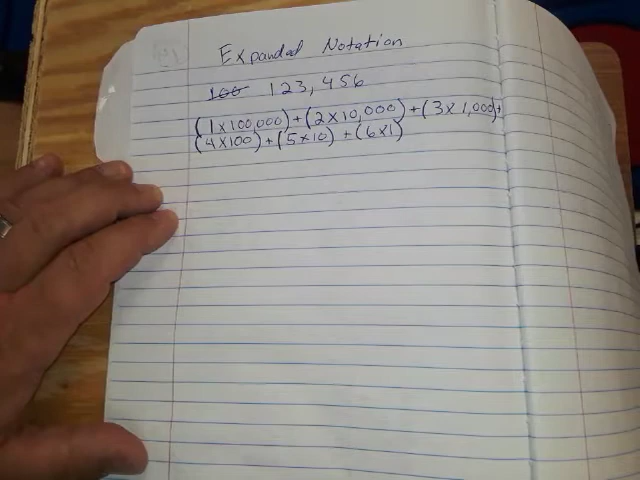 Expanded Notation
100 123,456
(1x100,000)+(2x10,000)+(3x1,000)+
(4x100)+(5x10)+(6x1)